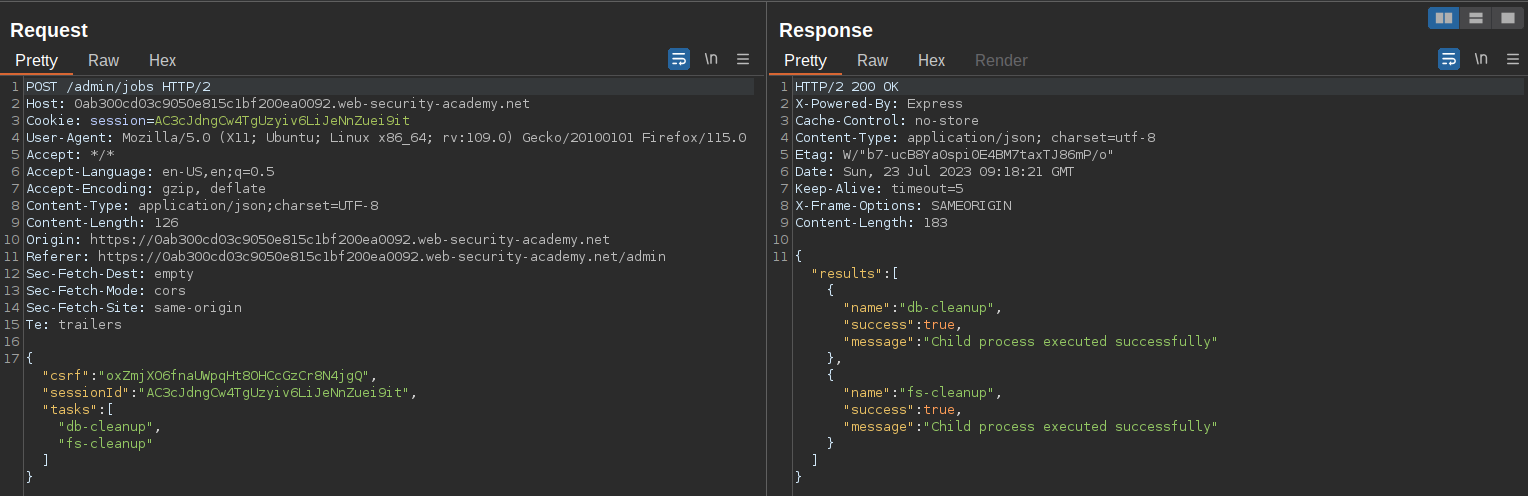 Request
Pretty Raw Hex \n
1 POST /admin/jobs HTTP/2
2 Host: 0ab300cd03c9050e815c1bf200ea0092.web-security-academy.net
3 Cookie: session=AC3cJdngCw4TgUzyiv6LiJeNnZuei9it
4 User-Agent: Mozilla/5.0 (X11; Ubuntu; Linux x86_64; rv:109.0) Gecko/20100101 Firefox/115.0
5 Accept: */*
6 Accept-Language: en-US,en;q=0.5
7 Accept-Encoding: gzip, deflate
8 Content-Type: application/json;charset=UTF-8
9 Content-Length: 126
10 Origin: https://0ab300cd03c9050e815c1bf200ea0092.web-security-academy.net
11 Referer: https://0ab300cd03c9050e815c1bf200ea0092.web-security-academy.net/admin
12 Sec-Fetch-Dest: empty
13 Sec-Fetch-Mode: cors
14 Sec-Fetch-Site: same-origin
15 Te: trailers
16
17 {
"csrf":"oxZmjXO6fnaUWpqHt8OHCcGzCr8N4jgQ",
"sessionId":"AC3cJdngCw4TgUzyiv6LiJeNnZuei9it",
"tasks":[
"db-cleanup",
"fs-cleanup"
]
}
Response
Pretty Raw Hex Render \n
1 HTTP/2 200 OK
2 X-Powered-By: Express
3 Cache-Control: no-store
4 Content-Type: application/json; charset=utf-8
5 Etag: W/"b7-ucB8YaOspiOE4BM7taxTJ86mP/o"
6 Date: Sun, 23 Jul 2023 09:18:21 GMT
7 Keep-Alive: timeout=5
8 X-Frame-Options: SAMEORIGIN
9 Content-Length: 183
10
11 {
"results":[
{
"name":"db-cleanup",
"success":true,
"message":"Child process executed successfully"
},
{
"name":"fs-cleanup",
"success":true,
"message":"Child process executed successfully"
}
]
}